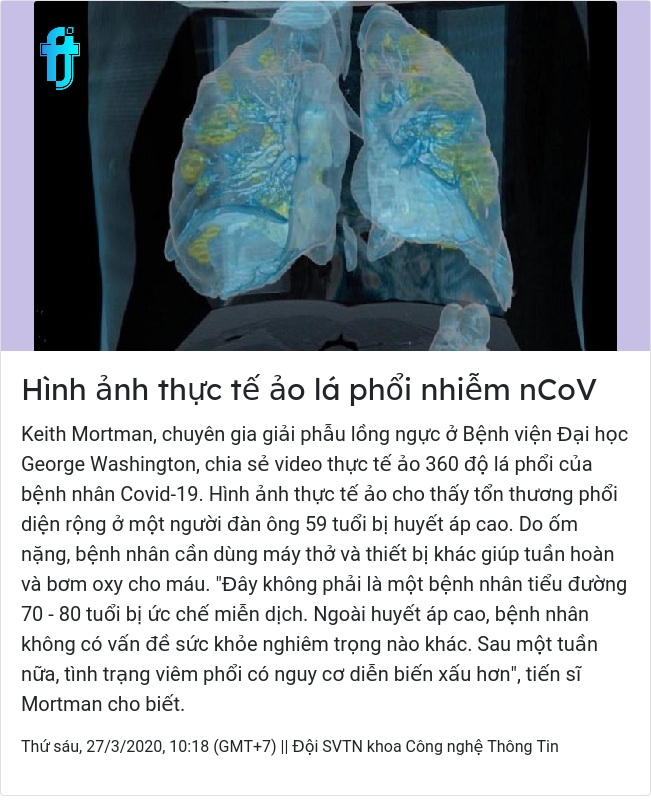 Hình ảnh thực tế ảo lá phổi nhiễm nCoV
Keith Mortman, chuyên gia giải phẫu lồng ngực ở Bệnh viện Đại học
George Washington, chia sẻ video thực tế ảo 360 độ lá phổi của
bệnh nhân Covid-19. Hình ảnh thực tế ảo cho thấy tổn thương phổi
diện rộng ở một người đàn ông 59 tuổi bị huyết áp cao. Do ốm
nặng, bệnh nhân cần dùng máy thở và thiết bị khác giúp tuần hoàn
và bơm oxy cho máu. "Đây không phải là một bệnh nhân tiểu đường
70 - 80 tuổi bị ức chế miễn dịch. Ngoài huyết áp cao, bệnh nhân
không có vấn đề sức khỏe nghiêm trọng nào khác. Sau một tuần
nữa, tình trạng viêm phổi có nguy cơ diễn biến xấu hơn", tiến sĩ
Mortman cho biết.
Thứ sáu, 27/3/2020, 10:18 (GMT+7) || Đội SVTN khoa Công nghệ Thông Tin